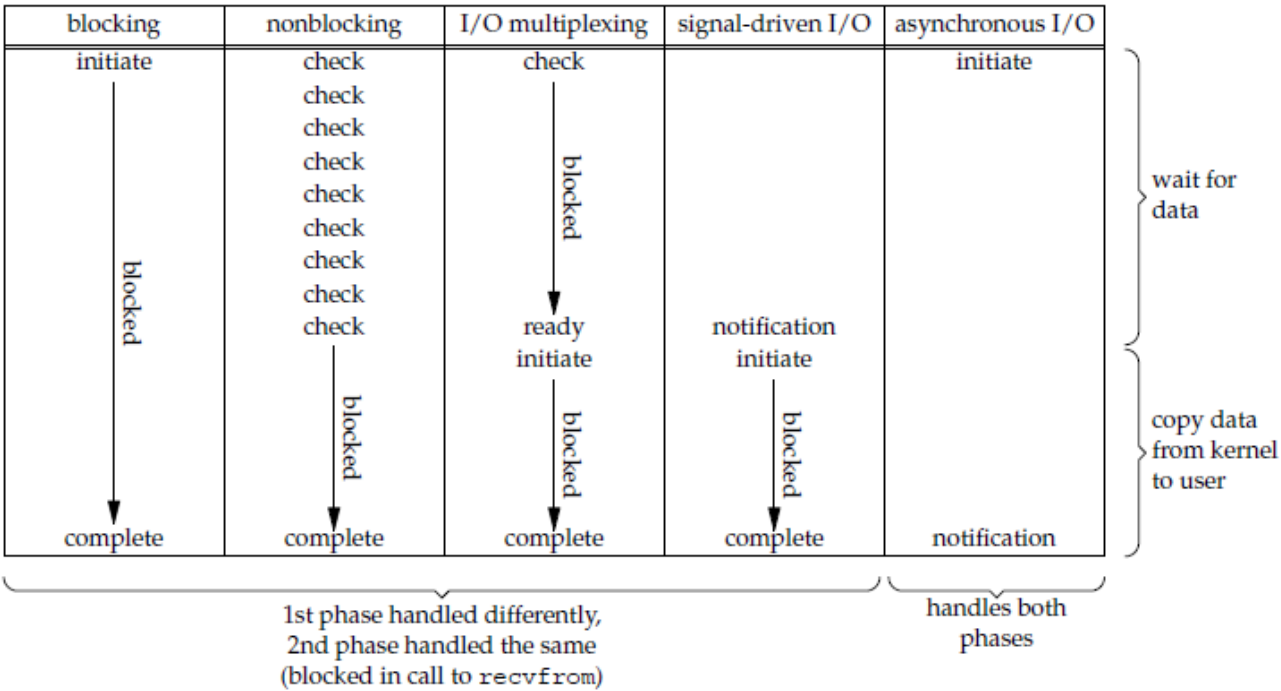 blocking nonblocking I/O multiplexing signal-driven I/O asynchronous I/O
initiate check check initiate
check
check
check
check
check
check
check
check ready notification
initiate initiate
blocked
blocked
blocked
blocked
blocked
complete complete complete complete notification
wait for
data
copy data
from kernel
to user
1st phase handled differently,
2nd phase handled the same
(blocked in call to recvfrom)
handles both
phases